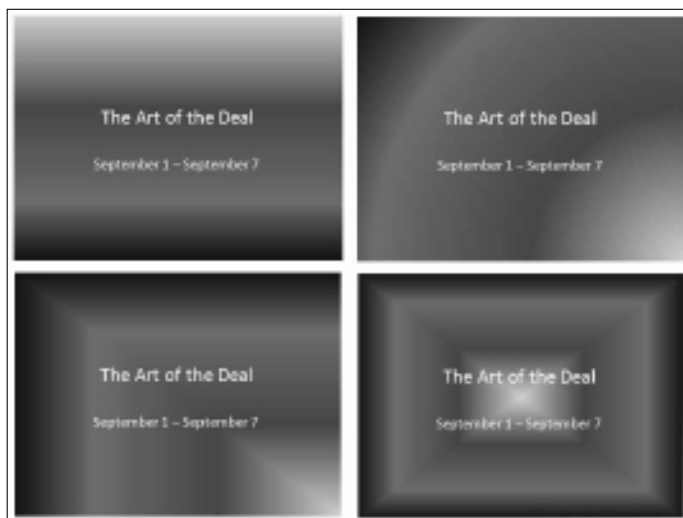 The Art of the Deal
September 1 – September 7
The Art of the Deal
September 1 – September 7
The Art of the Deal
September 1 – September 7
The Art of the Deal
September 1 – September 7